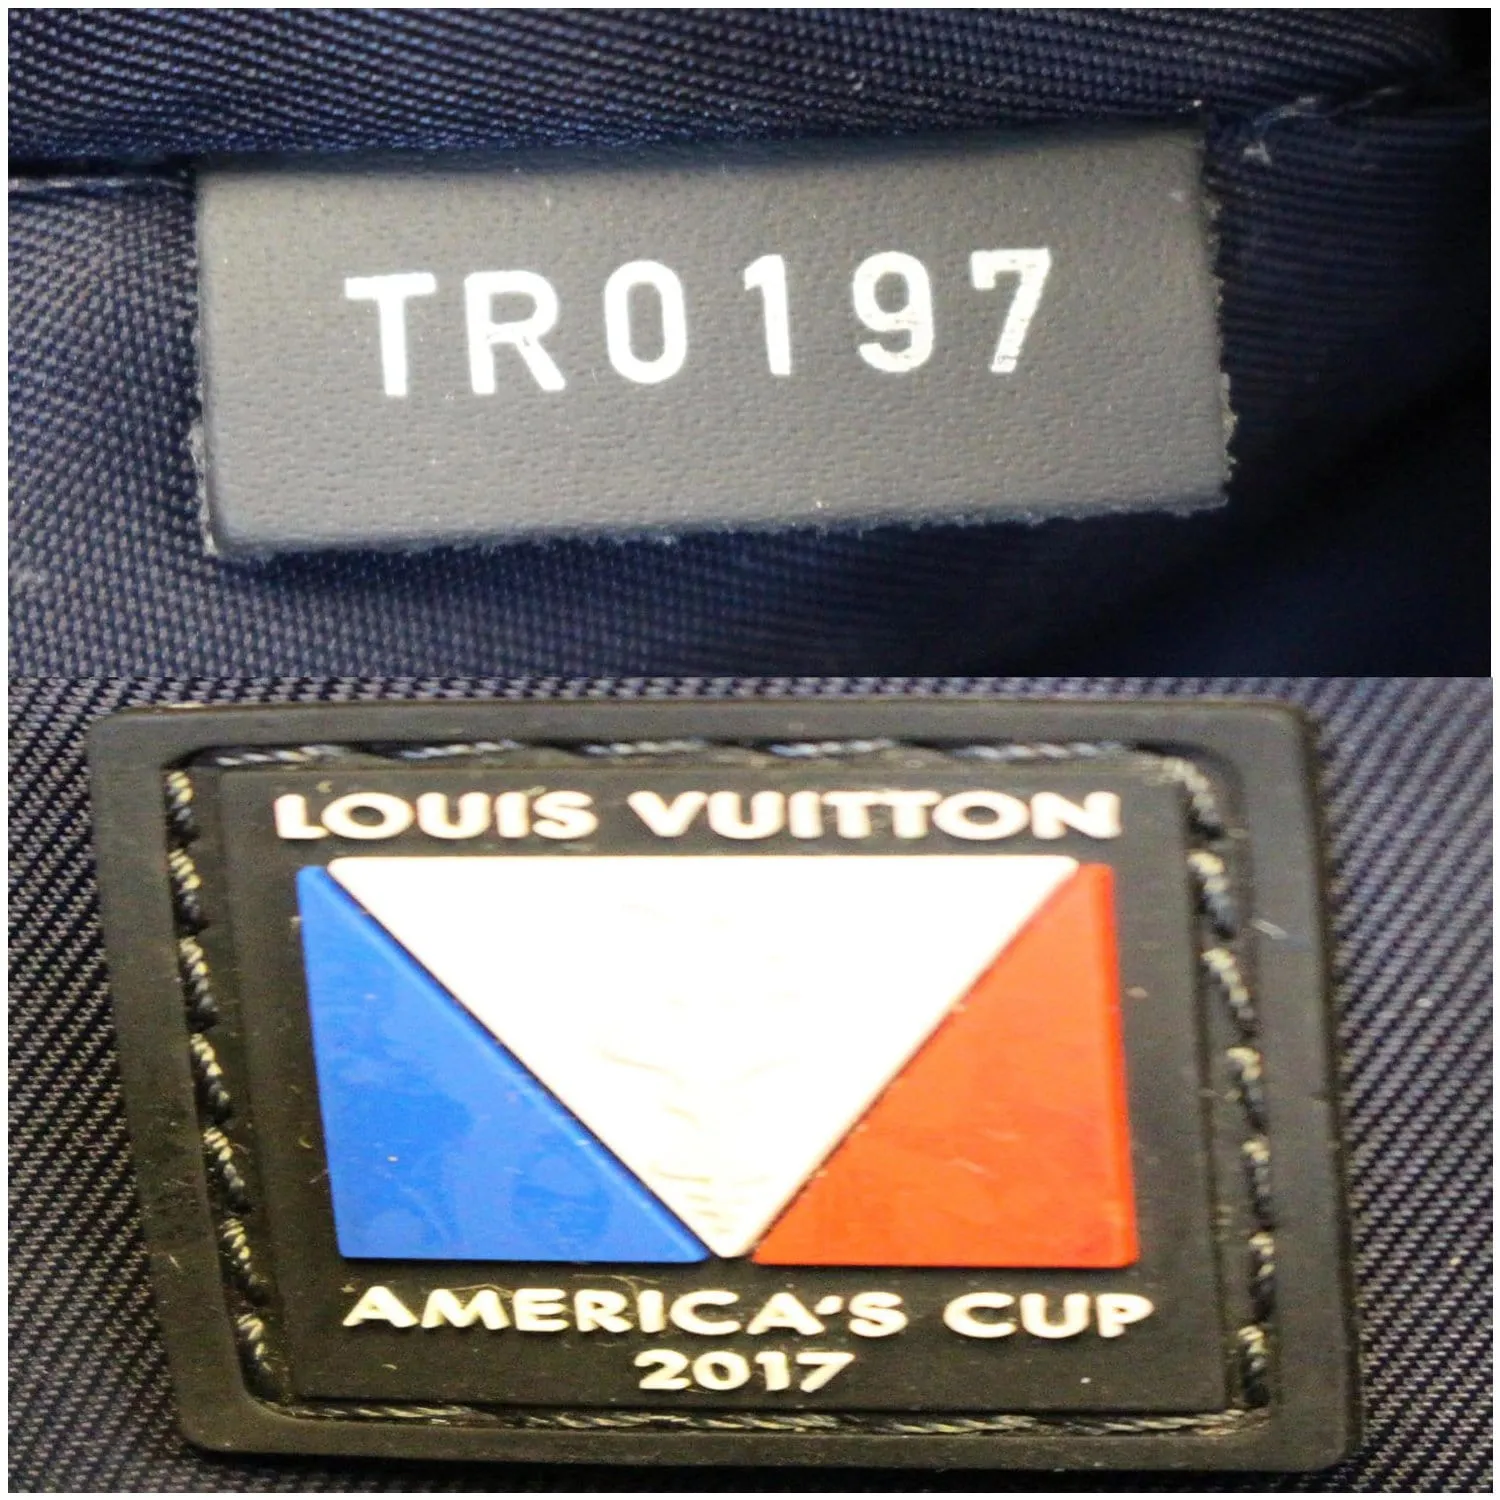 TR0197
LOUIS VUITTON
AMERICA'S CUP
2017